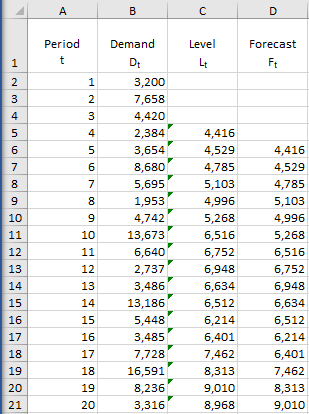 A B C D
Period Demand Level Forecast
1 t Dt Lt Ft
2 1 3,200
3 2 7,658
4 3 4,420
5 4 2,384 4,416
6 5 3,654 4,529 4,416
7 6 8,680 4,785 4,529
8 7 5,695 5,103 4,785
9 8 1,953 4,996 5,103
10 9 4,742 5,268 4,996
11 10 13,673 6,516 5,268
12 11 6,640 6,752 6,516
13 12 2,737 6,948 6,752
14 13 3,486 6,634 6,948
15 14 13,186 6,512 6,634
16 15 5,448 6,214 6,512
17 16 3,485 6,401 6,214
18 17 7,728 7,462 6,401
19 18 16,591 8,313 7,462
20 19 8,236 9,010 8,313
21 20 3,316 8,968 9,010